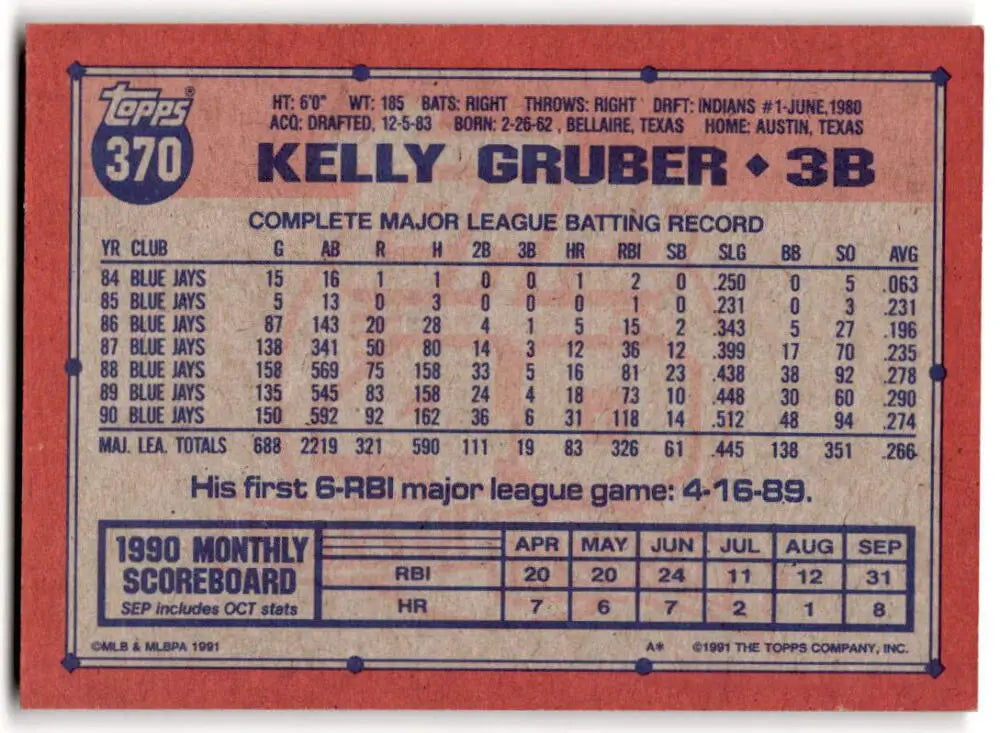 Topps®
370
HT: 6'0" WT: 185 BATS: RIGHT THROWS: RIGHT DRFT: INDIANS #1-JUNE, 1980
ACQ: DRAFTED, 12-5-83 BORN: 2-26-62, BELLAIRE, TEXAS HOME: AUSTIN, TEXAS
KELLY GRUBER ◆ 3B
COMPLETE MAJOR LEAGUE BATTING RECORD
YR CLUB G AB R H 2B 3B HR RBI SB SLG BB SO AVG
84 BLUE JAYS 15 16 1 1 0 0 1 2 0 .250 0 5 .063
85 BLUE JAYS 5 13 0 3 0 0 0 1 0 .231 0 3 .231
86 BLUE JAYS 87 143 20 28 4 1 5 15 2 .343 5 27 .196
87 BLUE JAYS 138 341 50 80 14 3 12 36 12 .399 17 70 .235
88 BLUE JAYS 158 569 75 158 33 5 16 81 23 .438 38 92 .278
89 BLUE JAYS 135 545 83 158 24 4 18 73 10 .448 30 60 .290
90 BLUE JAYS 150 592 92 162 36 6 31 118 14 .512 48 94 .274
MAJ. LEA. TOTALS 688 2219 321 590 111 19 83 326 61 .445 138 351 .266
His first 6-RBI major league game: 4-16-89.
1990 MONTHLY
SCOREBOARD
SEP includes OCT stats
APR MAY JUN JUL AUG SEP
RBI 20 20 24 11 12 31
HR 7 6 7 2 1 8
©MLB & MLBPA 1991 A* ©1991 THE TOPPS COMPANY, INC.